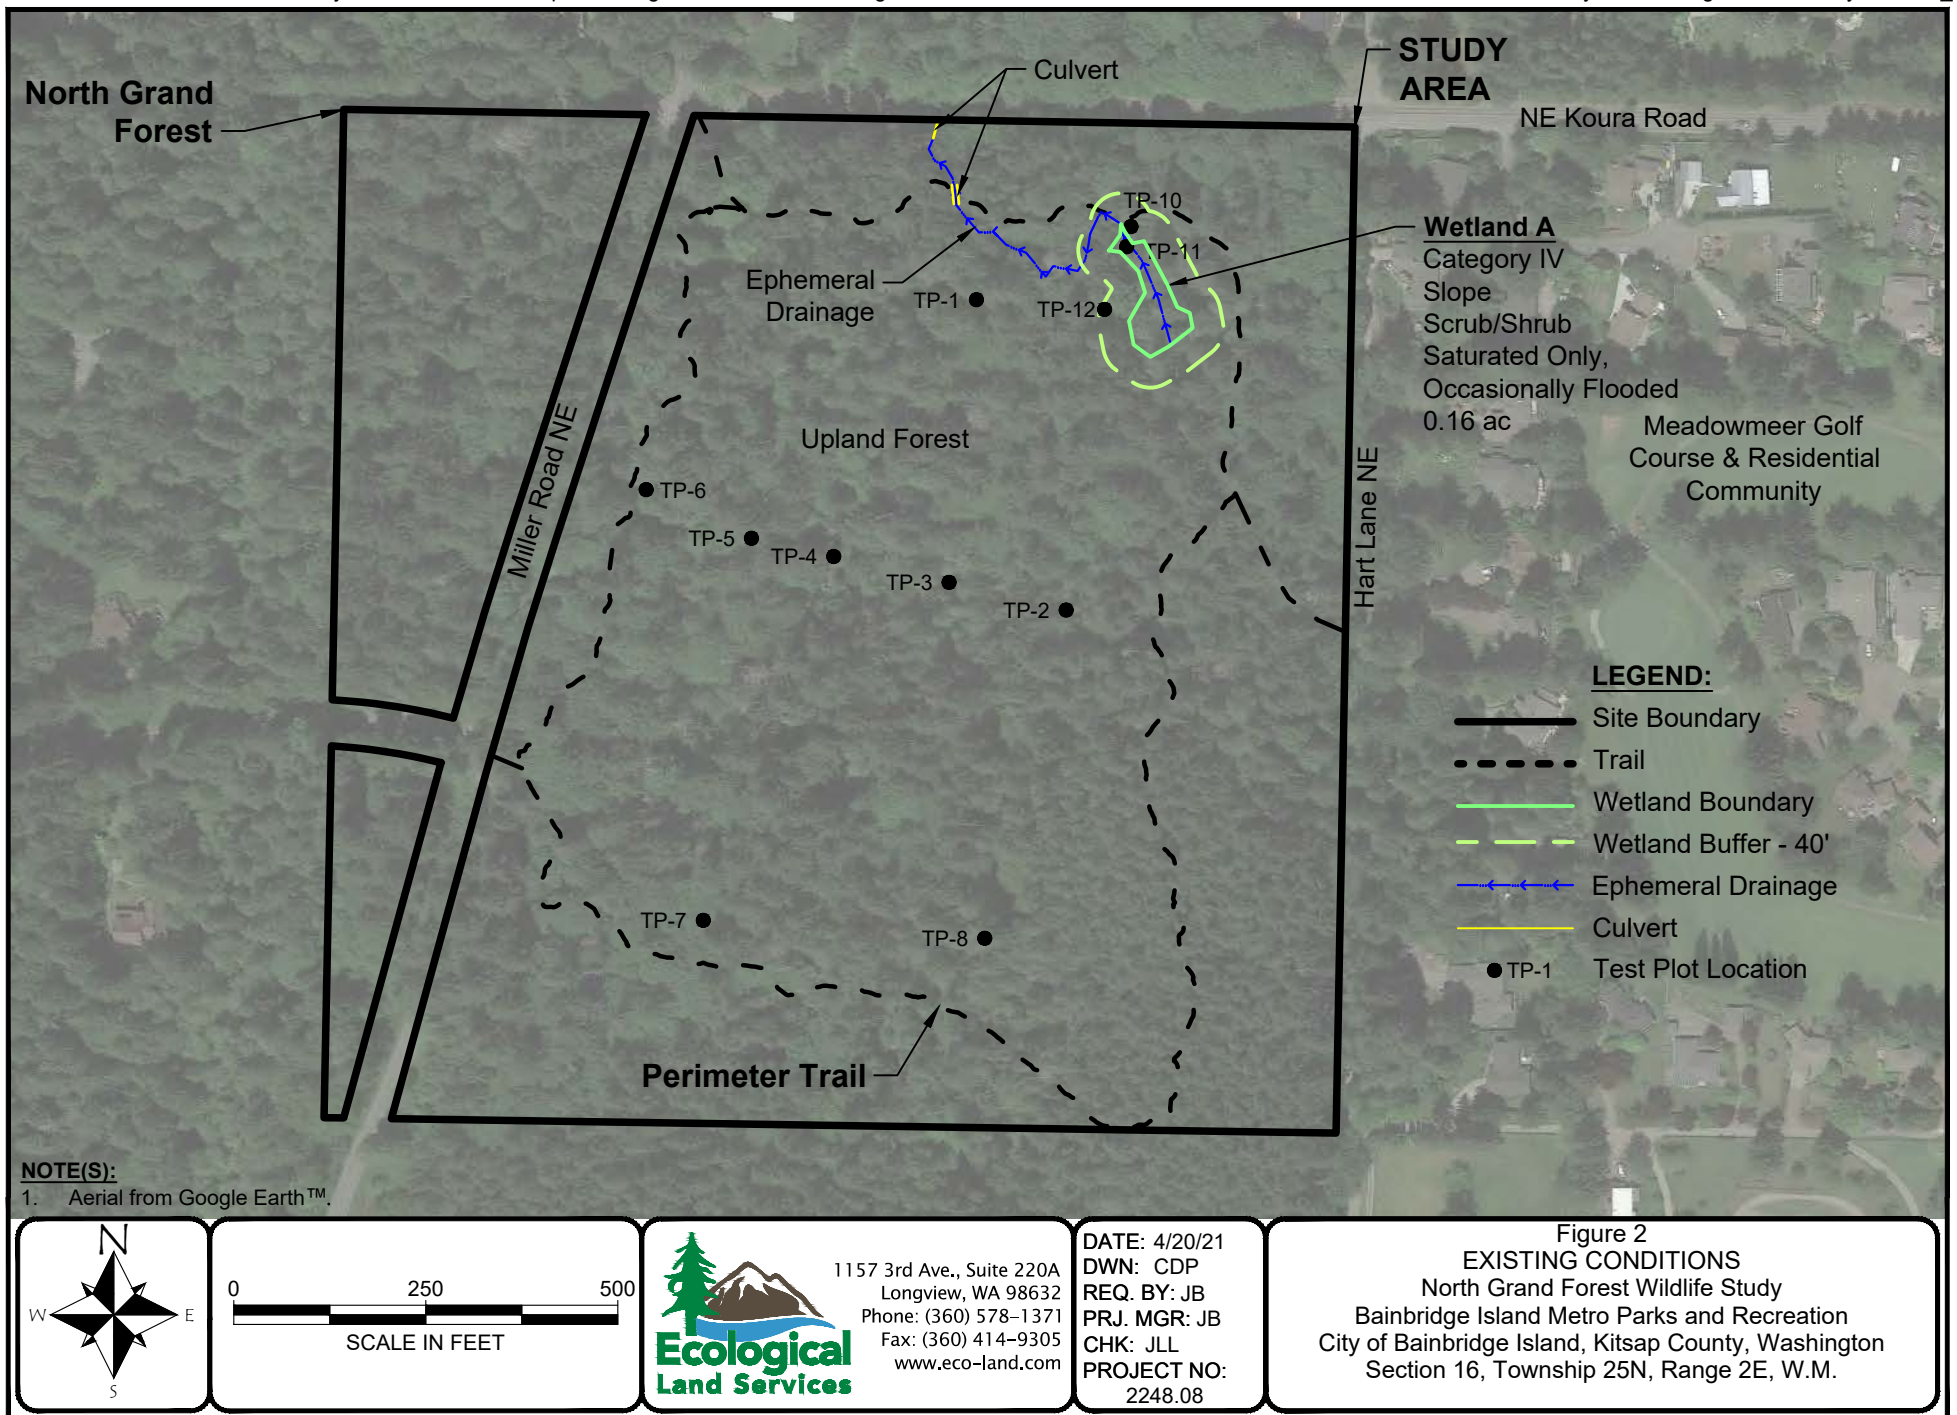 North Grand
Forest
Culvert
STUDY
AREA
NE Koura Road
TP-10
TP-11
Wetland A
Category IV
Slope
Scrub/Shrub
Saturated Only,
Occasionally Flooded
0.16 ac
Ephemeral
Drainage
TP-1
TP-12
Meadowmeer Golf
Course & Residential
Community
Upland Forest
Miller Road NE
Hart Lane NE
TP-6
TP-5
TP-4
TP-3
TP-2
LEGEND:
Site Boundary
Trail
Wetland Boundary
Wetland Buffer - 40'
Ephemeral Drainage
Culvert
TP-1 Test Plot Location
TP-7
TP-8
Perimeter Trail
NOTE(S):
1. Aerial from Google Earth™.
N
W
E
S
0 250 500
SCALE IN FEET
Ecological
Land Services
1157 3rd Ave., Suite 220A
Longview, WA 98632
Phone: (360) 578-1371
Fax: (360) 414-9305
www.eco-land.com
DATE: 4/20/21
DWN: CDP
REQ. BY: JB
PRJ. MGR: JB
CHK: JLL
PROJECT NO:
2248.08
Figure 2
EXISTING CONDITIONS
North Grand Forest Wildlife Study
Bainbridge Island Metro Parks and Recreation
City of Bainbridge Island, Kitsap County, Washington
Section 16, Township 25N, Range 2E, W.M.